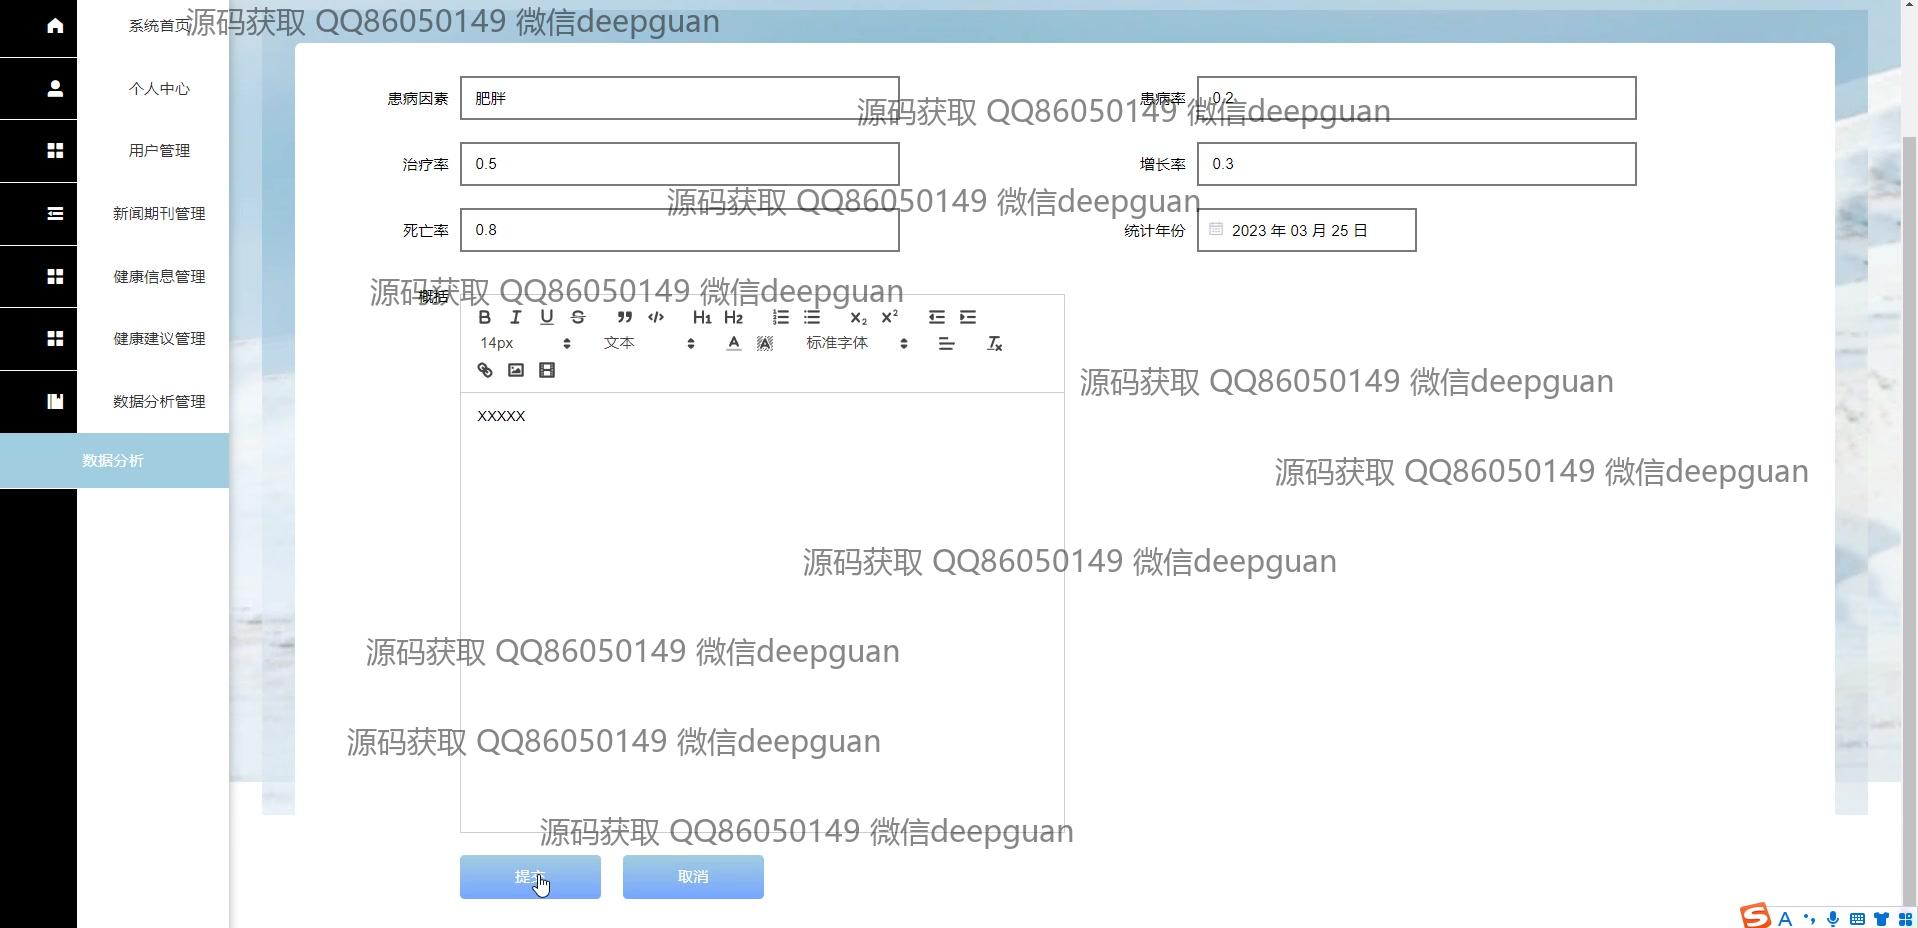 系统首页
源码获取 QQ86050149 微信deepguan
个人中心
患病因素 肥胖
患病率 0.2
源码获取 QQ86050149 微信deepguan
用户管理
治疗率 0.5
增长率 0.3
源码获取 QQ86050149 微信deepguan
新闻期刊管理
死亡率 0.8
统计年份 2023 年 03 月 25 日
健康信息管理
概括
源码获取 QQ86050149 微信deepguan
B I U S H1 H2 X2 X2
健康建议管理
14px 文本 A A 标准字体 Tx
源码获取 QQ86050149 微信deepguan
数据分析管理
XXXXX
数据分析
源码获取 QQ86050149 微信deepguan
源码获取 QQ86050149 微信deepguan
源码获取 QQ86050149 微信deepguan
源码获取 QQ86050149 微信deepguan
源码获取 QQ86050149 微信deepguan
提交 取消
S A